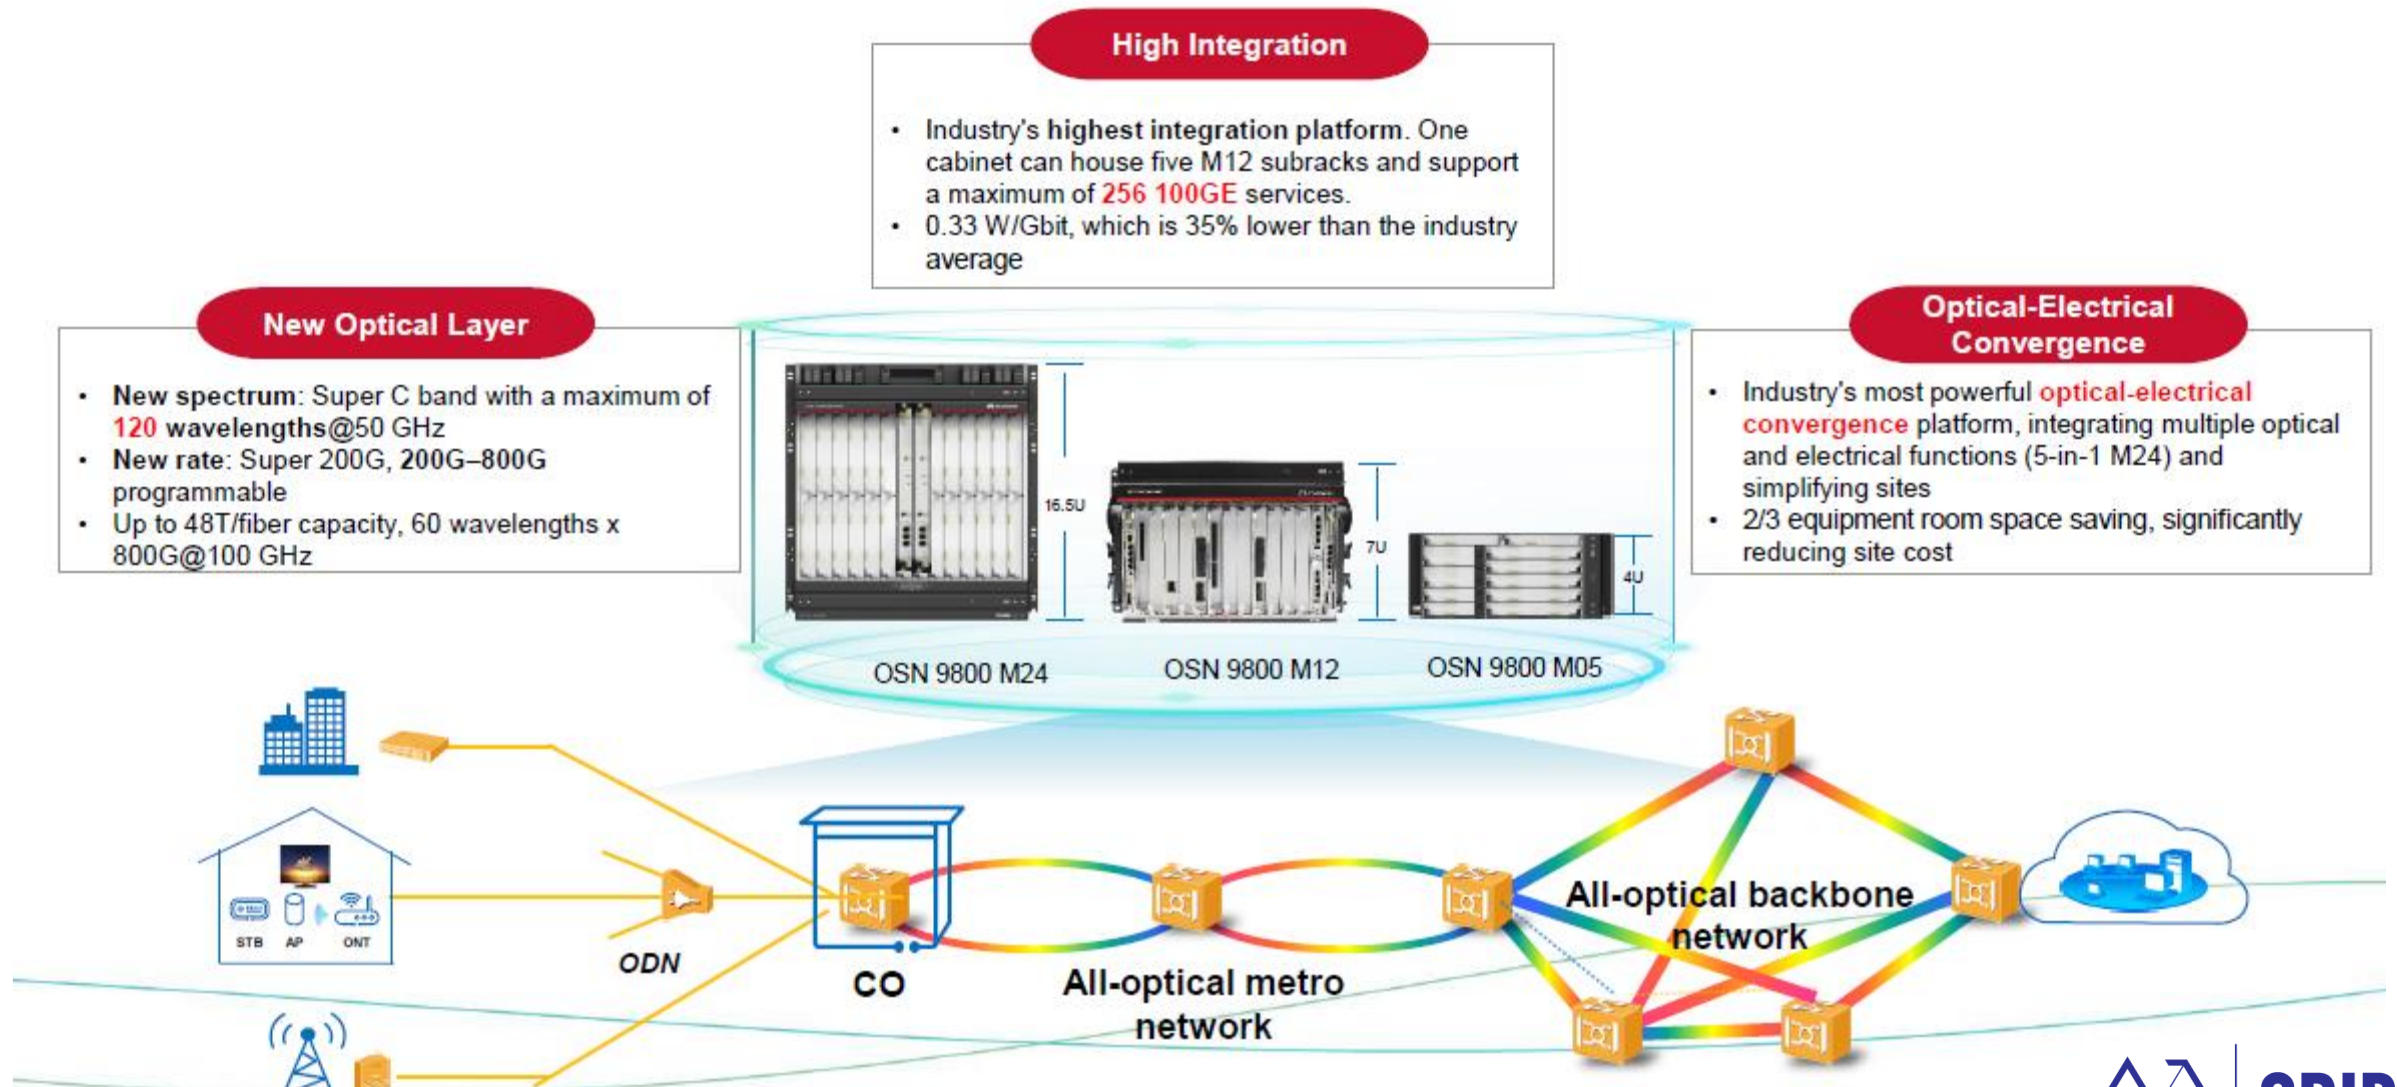 High Integration
• Industry's highest integration platform. One
cabinet can house five M12 subracks and support
a maximum of 256 100GE services.
• 0.33 W/Gbit, which is 35% lower than the industry
average
New Optical Layer
• New spectrum: Super C band with a maximum of
120 wavelengths@50 GHz
• New rate: Super 200G, 200G–800G
programmable
• Up to 48T/fiber capacity, 60 wavelengths x
800G@100 GHz
Optical-Electrical
Convergence
• Industry's most powerful optical-electrical
convergence platform, integrating multiple optical
and electrical functions (5-in-1 M24) and
simplifying sites
• 2/3 equipment room space saving, significantly
reducing site cost
16.5U
7U
4U
OSN 9800 M24
OSN 9800 M12
OSN 9800 M05
STB
AP
ONT
ODN
CO
All-optical metro
network
All-optical backbone
network